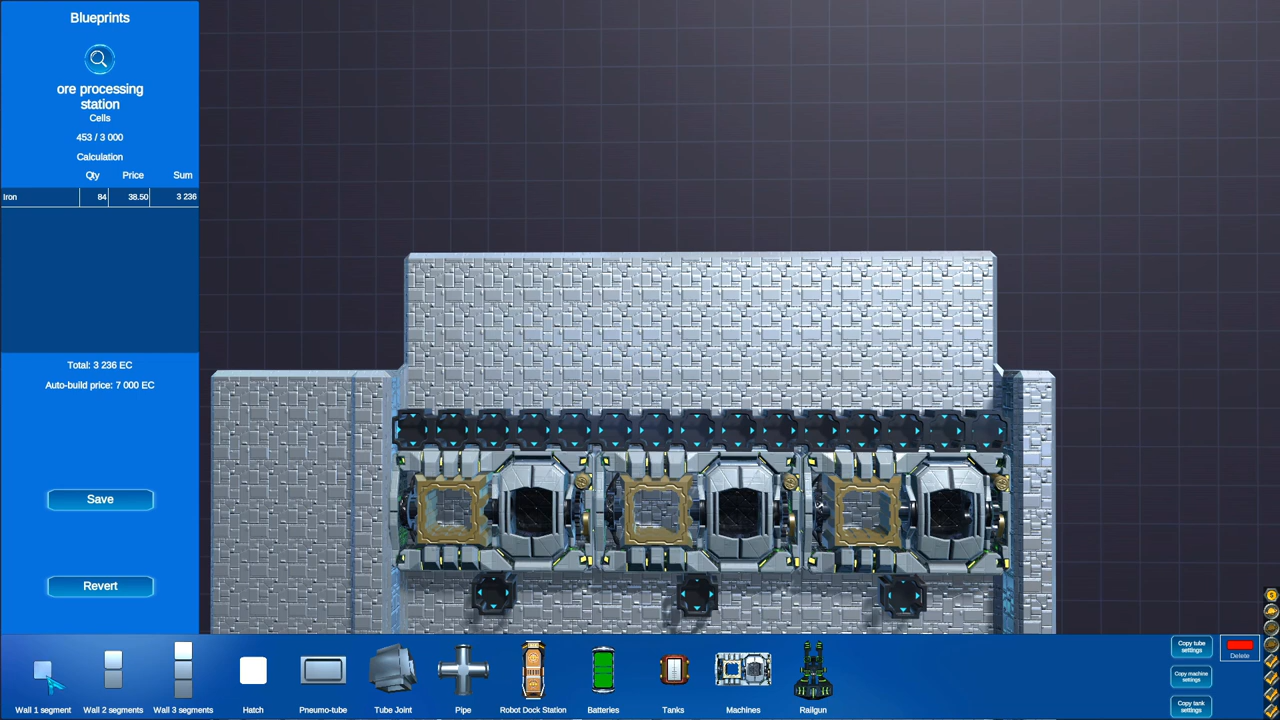 Blueprints
ore processing
station
Cells
453 / 3 000
Calculation
Qty Price Sum
Iron 84 38.50 3 236
Total: 3 236 EC
Auto-build price: 7 000 EC
Save
Revert
Wall 1 segment
Wall 2 segments
Wall 3 segments
Hatch
Pneumo-tube
Tube Joint
Pipe
Robot Dock Station
Batteries
Tanks
Machines
Railgun
Copy tube
settings
Copy machine
settings
Copy tank
settings
Delete